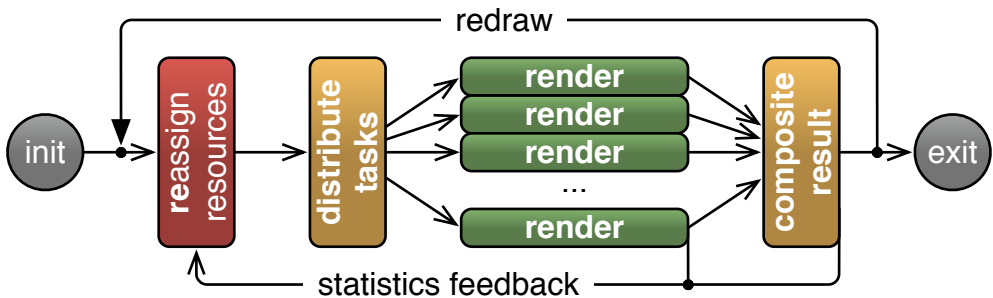 redraw
init
reassign
resources
distribute
tasks
render
render
render
...
render
composite
result
exit
statistics feedback